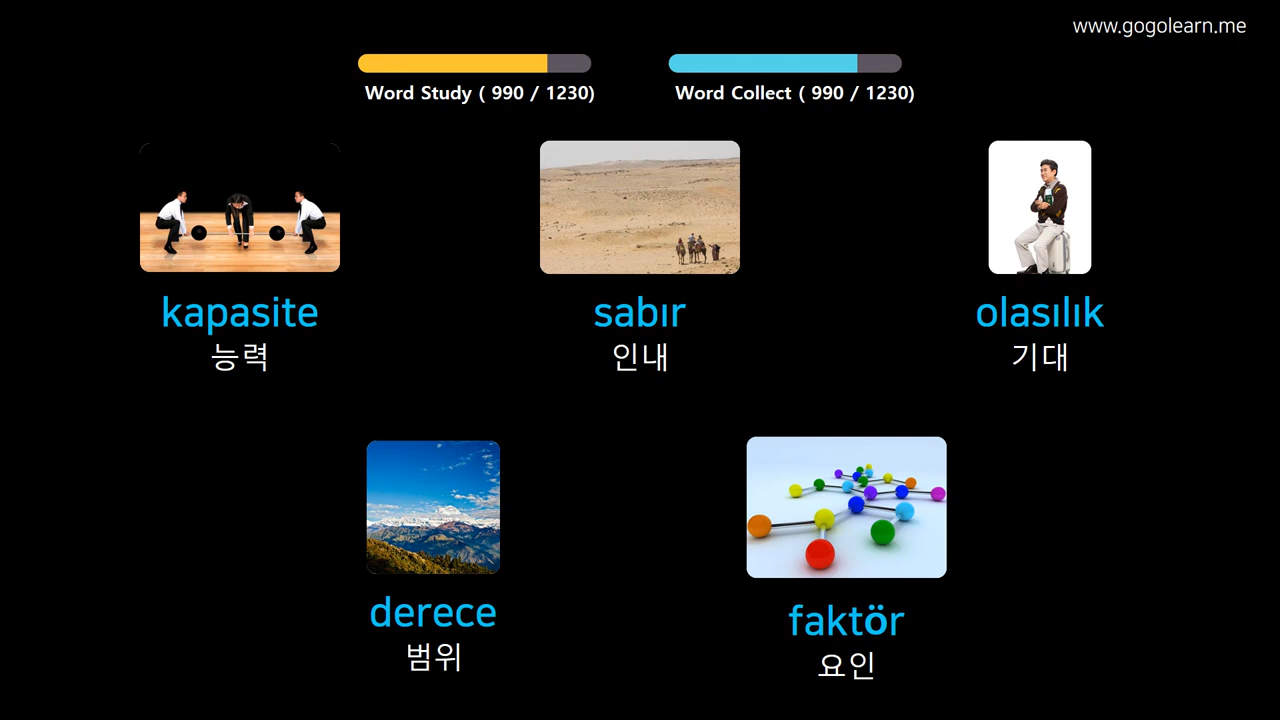 www.gogolearn.me
Word Study ( 990 / 1230)
Word Collect ( 990 / 1230)
kapasite
능력
sabır
인내
olasılık
기대
derece
범위
faktör
요인